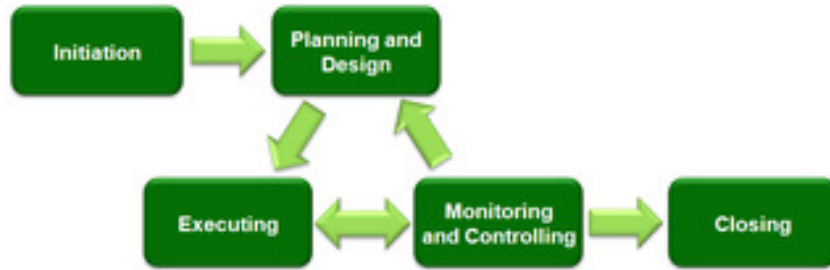 Initiation
Planning and
Design
Executing
Monitoring
and Controlling
Closing